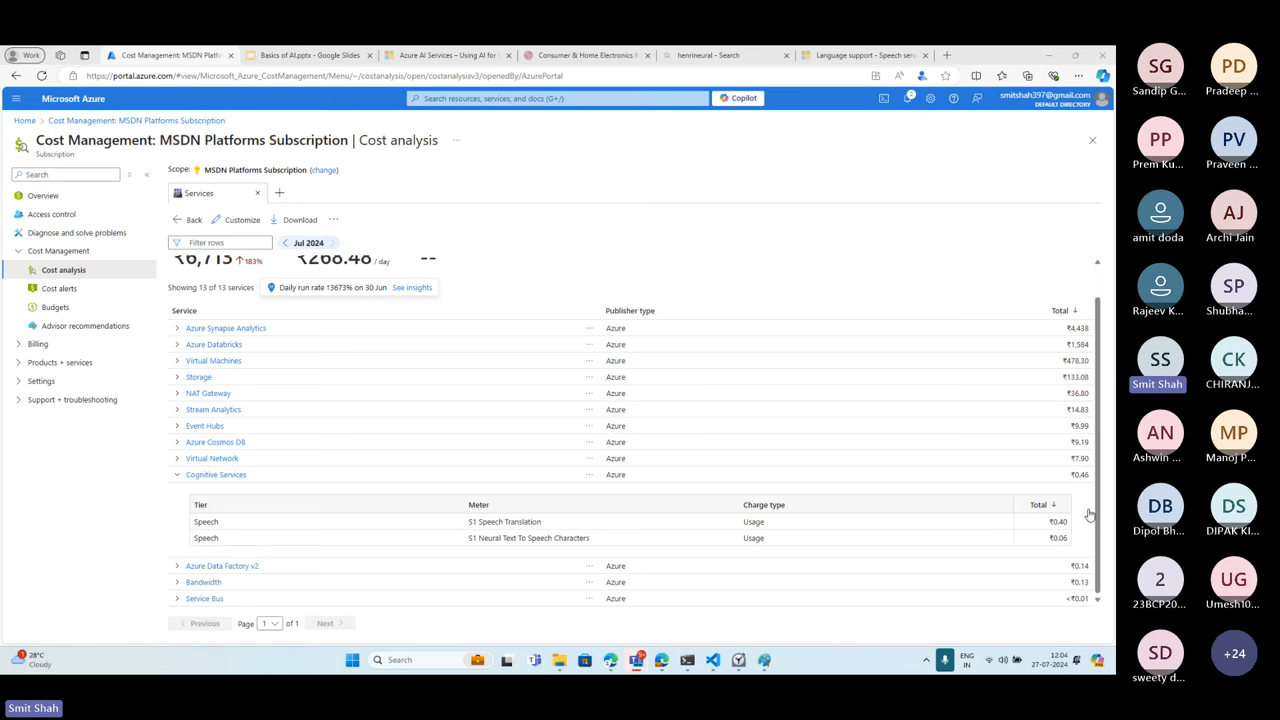 Work
Cost Management: MSDN Platfo
Basics of AI.pptx - Google Slides
Azure AI Services – Using AI for
Consumer & Home Electronics
henrineural - Search
Language support - Speech serv
https://portal.azure.com/#view/Microsoft_Azure_CostManagement/Menu/~/costanalysis/open/costanalysisv3/openedBy/AzurePortal
Microsoft Azure
Search resources, services, and docs (G+/)
Copilot
2
smitshah397@gmail.com
DEFAULT DIRECTORY
Home > Cost Management: MSDN Platforms Subscription >
Cost Management: MSDN Platforms Subscription | Cost analysis
Subscription
Search
Overview
Access control
Diagnose and solve problems
Cost Management
Cost analysis
Cost alerts
Budgets
Advisor recommendations
Billing
Products + services
Settings
Support + troubleshooting
Scope: MSDN Platforms Subscription (change)
Services
Back Customize Download
Filter rows
Jul 2024
₹6,713 ↑183% ₹268.48 /day --
Showing 13 of 13 services
Daily run rate 13673% on 30 Jun See insights
Service Publisher type Total ↓
Azure Synapse Analytics Azure ₹4,438
Azure Databricks Azure ₹1,584
Virtual Machines Azure ₹478.30
Storage Azure ₹133.08
NAT Gateway Azure ₹36.80
Stream Analytics Azure ₹14.83
Event Hubs Azure ₹9.99
Azure Cosmos DB Azure ₹9.19
Virtual Network Azure ₹7.90
Cognitive Services Azure ₹0.46
Tier Meter Charge type Total ↓
Speech S1 Speech Translation Usage ₹0.40
Speech S1 Neural Text To Speech Characters Usage ₹0.06
Azure Data Factory v2 Azure ₹0.14
Bandwidth Azure ₹0.13
Service Bus Azure <₹0.01
Previous Page 1 of 1 Next
28°C
Cloudy
Search
ENG
IN
12:04
27-07-2024
Smit Shah
SG
Sandip G...
PD
Pradeep ...
PP
Prem Ku...
PV
Praveen ...
amit doda
AJ
Archi Jain
Rajeev K...
SP
Shubha...
SS
Smit Shah
CK
CHIRANJ...
AN
Ashwin ...
MP
Manoj P...
DB
Dipol Bh...
DS
DIPAK KI...
2
23BCP20...
UG
Umesh10...
SD
sweety d...
+24